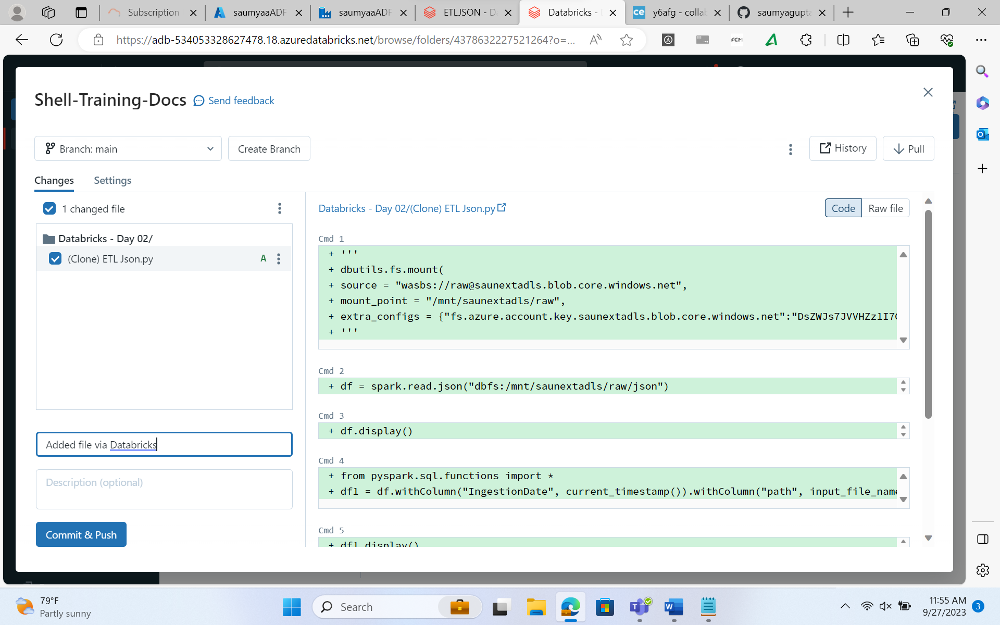 Subscription
saumyaaADF
saumyaaADF
ETLJSON - Da
Databricks -
y6afg - collab
saumyagupta
https://adb-534053328627478.18.azuredatabricks.net/browse/folders/4378632227521264?o=...
Shell-Training-Docs
Send feedback
Branch: main
Create Branch
History
Pull
Changes
Settings
1 changed file
Databricks - Day 02/
(Clone) ETL Json.py
A
Added file via Databricks
Description (optional)
Commit & Push
Databricks - Day 02/(Clone) ETL Json.py
Code
Raw file
Cmd 1
+ '''
+ dbutils.fs.mount(
+ source = "wasbs://raw@saunextadls.blob.core.windows.net",
+ mount_point = "/mnt/saunextadls/raw",
+ extra_configs = {"fs.azure.account.key.saunextadls.blob.core.windows.net":"DsZWJs7JVVHZz1I7
+ '''
Cmd 2
+ df = spark.read.json("dbfs:/mnt/saunextadls/raw/json")
Cmd 3
+ df.display()
Cmd 4
+ from pyspark.sql.functions import *
+ df1 = df.withColumn("IngestionDate", current_timestamp()).withColumn("path", input_file_name
Cmd 5
+ df1.display()
79°F
Partly sunny
Search
11:55 AM
9/27/2023
3